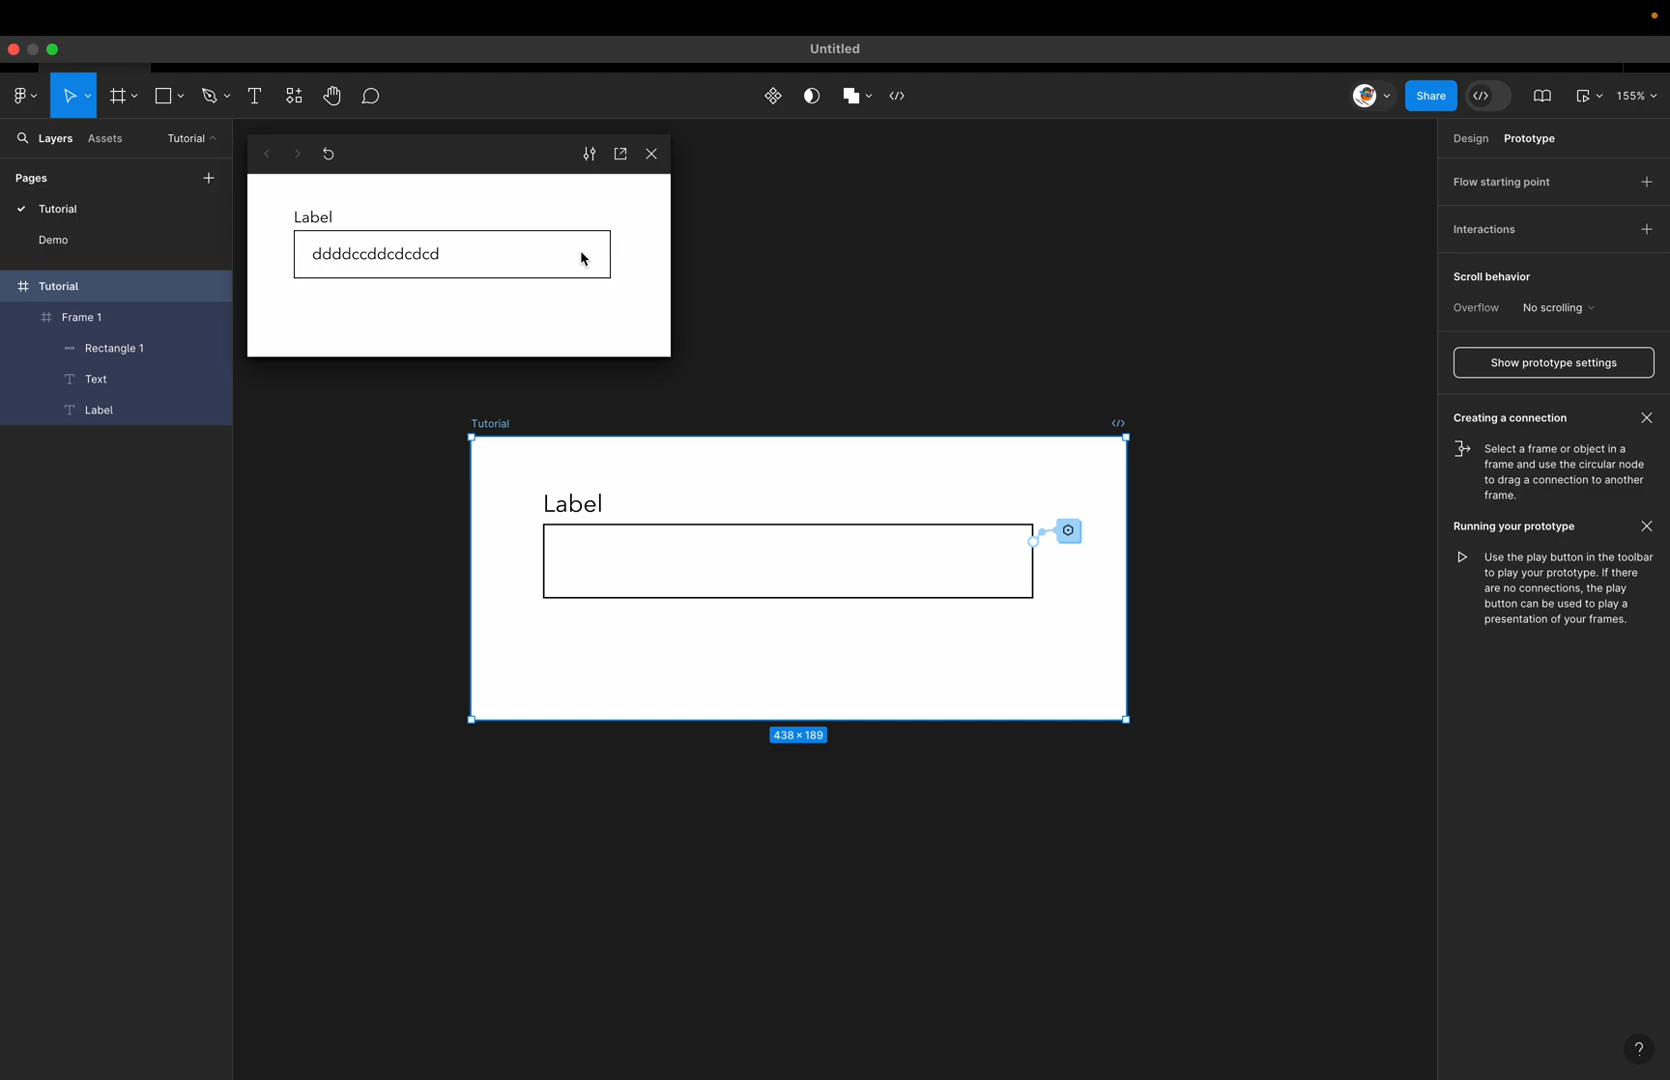 Untitled
Share
155%
Layers
Assets
Tutorial
Pages
Tutorial
Demo
Tutorial
Frame 1
Rectangle 1
Text
Label
Label
ddddccddcdcdcd
Tutorial
Label
438 × 189
Design
Prototype
Flow starting point
Interactions
Scroll behavior
Overflow
No scrolling
Show prototype settings
Creating a connection
Select a frame or object in a
frame and use the circular node
to drag a connection to another
frame.
Running your prototype
Use the play button in the toolbar
to play your prototype. If there
are no connections, the play
button can be used to play a
presentation of your frames.
?